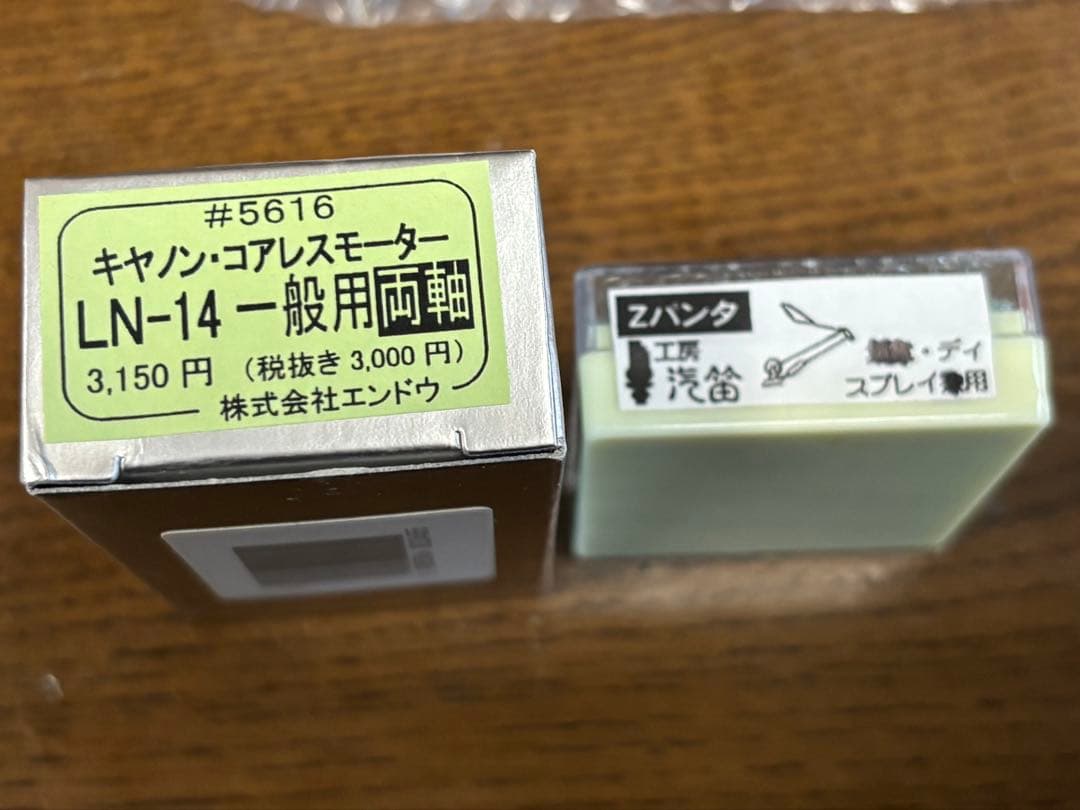 #5616
キヤノン・コアレスモーター
LN-14 一般用両軸
3,150 円 (税抜き 3,000 円)
株式会社エンドウ
Zパンタ
工房
汽笛
・ディ
スプレイ用